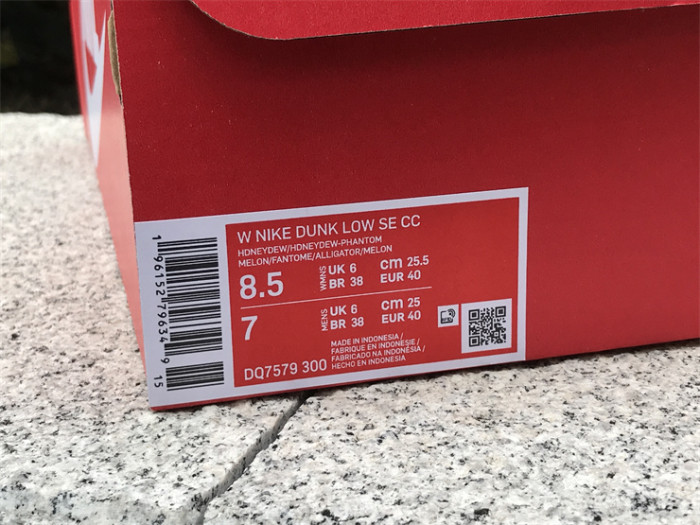 W NIKE DUNK LOW SE CC
HDNEYDEW/HDNEYDEW-PHANTOM
MELON/FANTOME/ALLIGATOR/MELON
8.5 WMNS UK 6 cm 25.5
BR 38 EUR 40
7 MENS UK 6 cm 25
BR 38 EUR 40
MADE IN INDONESIA /
FABRIQUE EN INDONÉSIE /
FABRICADO NA INDONÉSIA /
HECHO EN INDONESIA
DQ7579 300
1 96152 79634 9 15